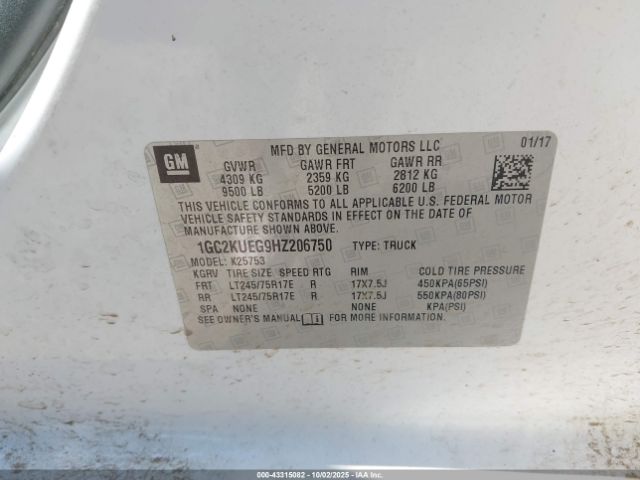 MFD BY GENERAL MOTORS LLC 01/17
GM
GVWR GAWR FRT GAWR RR
4309 KG 2359 KG 2812 KG
9500 LB 5200 LB 6200 LB
THIS VEHICLE CONFORMS TO ALL APPLICABLE U.S. FEDERAL MOTOR
VEHICLE SAFETY STANDARDS IN EFFECT ON THE DATE OF
MANUFACTURE SHOWN ABOVE.
1GC2KUEG9HZ206750 TYPE: TRUCK
MODEL: K25753
KGRV TIRE SIZE SPEED RTG RIM COLD TIRE PRESSURE
FRT LT245/75R17E R 17X7.5J 450KPA(65PSI)
RR LT245/75R17E R 17X7.5J 550KPA(80PSI)
SPA NONE NONE KPA(PSI)
SEE OWNER'S MANUAL FOR MORE INFORMATION.
000-43315082 10/02/2025 I-44382